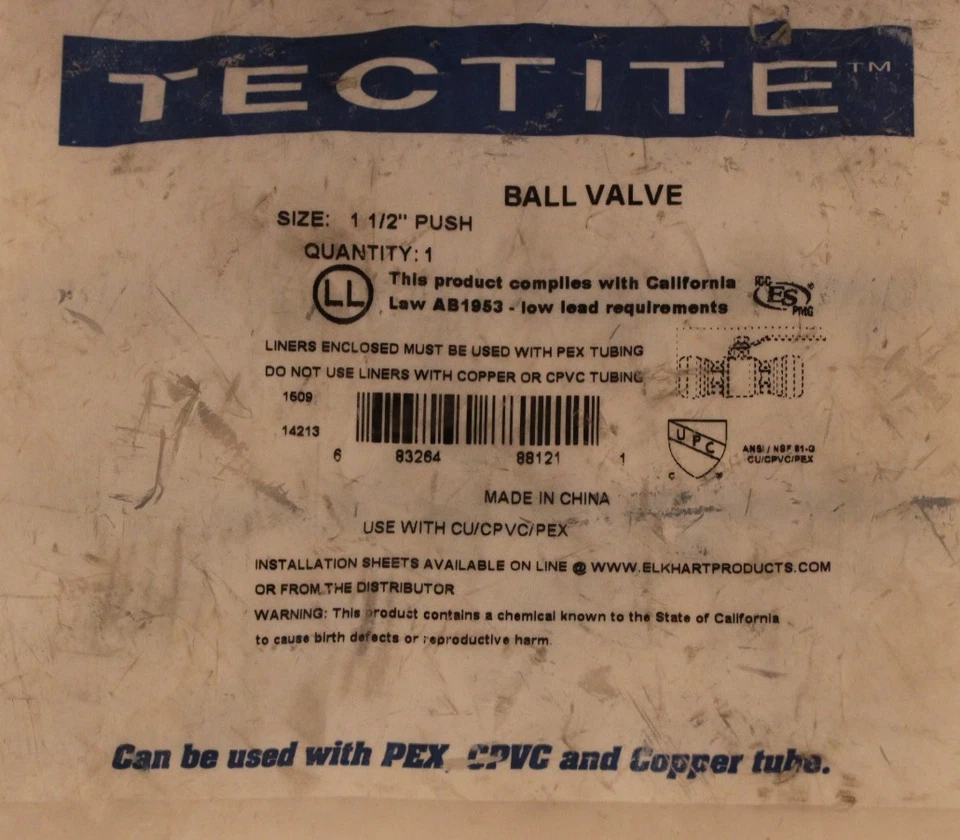 TECTITE™
BALL VALVE
SIZE: 1 1/2" PUSH
QUANTITY: 1
LL
This product complies with California
Law AB1953 - low lead requirements
ICC ES ® PMG
LINERS ENCLOSED MUST BE USED WITH PEX TUBING
DO NOT USE LINERS WITH COPPER OR CPVC TUBING
1609
14213
6 83264 88121 1
UPC
ANSI / NSF 61-G
CU/CPVC/PEX
MADE IN CHINA
USE WITH CU/CPVC/PEX
INSTALLATION SHEETS AVAILABLE ON LINE @ WWW.ELKHARTPRODUCTS.COM
OR FROM THE DISTRIBUTOR
WARNING: This product contains a chemical known to the State of California
to cause birth defects or reproductive harm.
Can be used with PEX, CPVC and Copper tube.